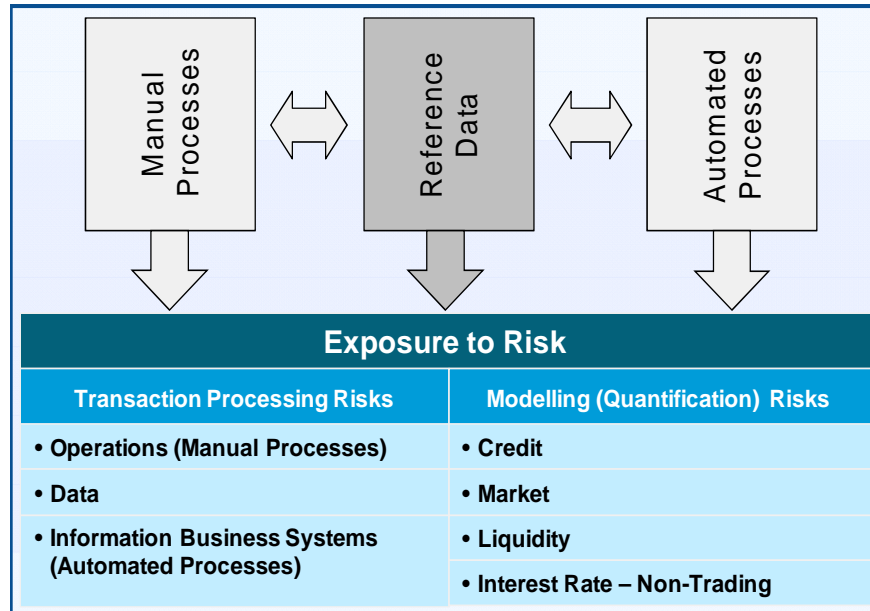 Manual
Processes
Reference
Data
Automated
Processes
Exposure to Risk
Transaction Processing Risks
Modelling (Quantification) Risks
• Operations (Manual Processes)
• Credit
• Data
• Market
• Information Business Systems
(Automated Processes)
• Liquidity
• Interest Rate – Non-Trading